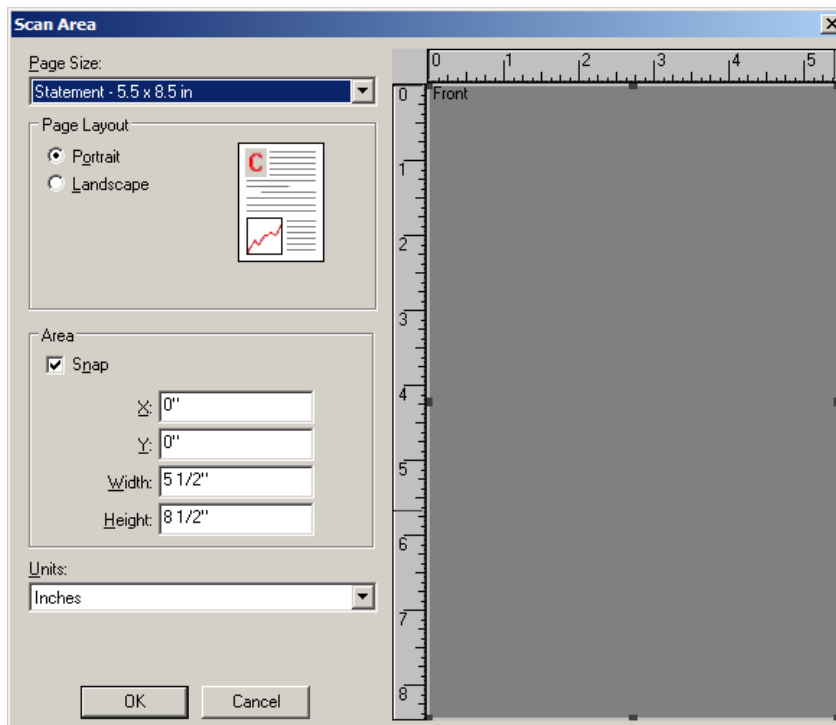 Scan Area
Page Size:
Statement - 5.5 x 8.5 in
Page Layout
Portrait
Landscape
C
Area
Snap
X: 0"
Y: 0"
Width: 5 1/2"
Height: 8 1/2"
Units:
Inches
OK Cancel
0 1 2 3 4 5
Front
0
1
2
3
4
5
6
7
8